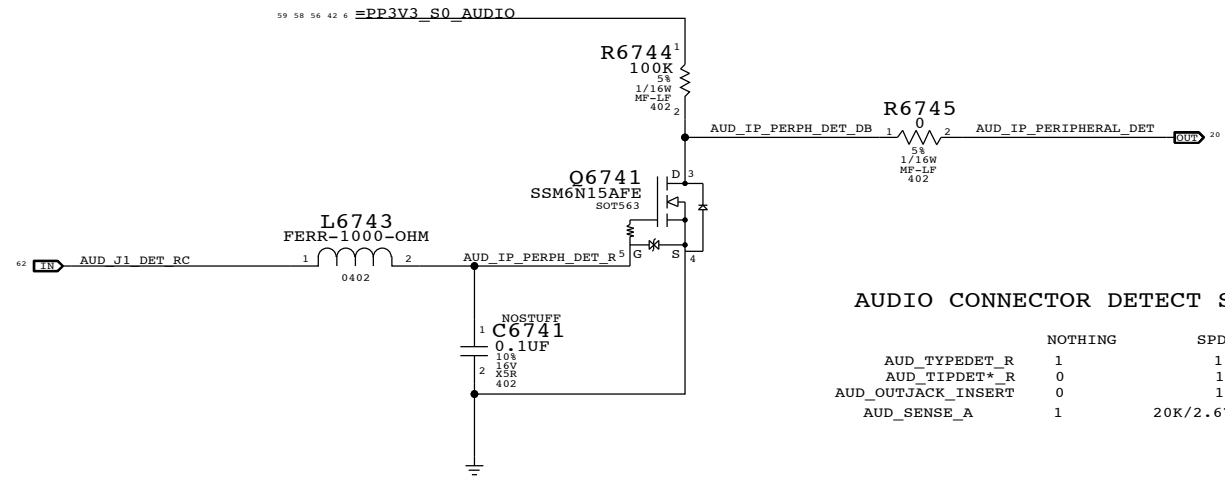 59 58 56 42 6 =PP3V3_S0_AUDIO
R6744 1
100K
5%
1/16W
MF-LF
402 2
R6745
0
AUD_IP_PERPH_DET_DB 1 2 AUD_IP_PERIPHERAL_DET
OUT 20
5%
1/16W
MF-LF
402
Q6741 D 3
SSM6N15AFE
SOT563
L6743
FERR-1000-OHM
62 IN AUD_J1_DET_RC 1 2 AUD_IP_PERPH_DET_R 5 G S 4
0402
NOSTUFF
1 C6741
0.1UF
10%
16V
2 X5R
402
AUDIO CONNECTOR DETECT S
NOTHING SPD
AUD_TYPEDET_R 1 1
AUD_TIPDET*_R 0 1
AUD_OUTJACK_INSERT 0 1
AUD_SENSE_A 1 20K/2.67